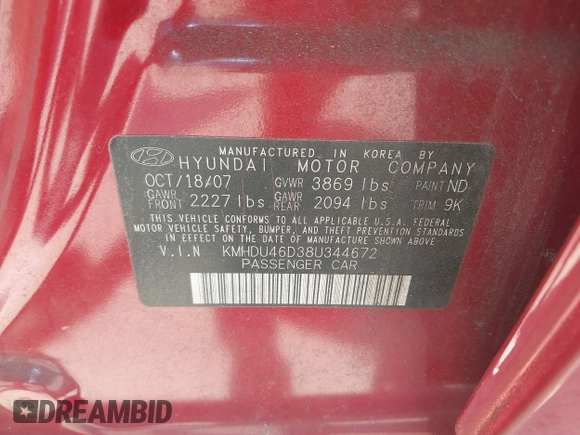 MANUFACTURED IN KOREA BY
HYUNDAI MOTOR COMPANY
OCT/18/07 GVWR 3869 lbs PAINT ND
GAWR FRONT 2227 lbs GAWR REAR 2094 lbs TRIM 9K
THIS VEHICLE CONFORMS TO ALL APPLICABLE U.S.A. FEDERAL
MOTOR VEHICLE SAFETY, BUMPER, AND THEFT PREVENTION STANDARDS
IN EFFECT ON THE DATE OF MANUFACTURE SHOWN ABOVE.
V.I.N KMHDU46D38U344672
PASSENGER CAR
DREAMBID